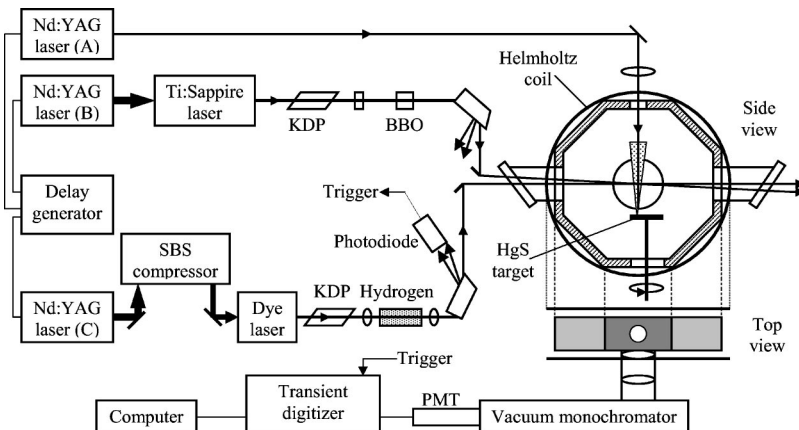 Nd:YAG
laser (A)
Helmholtz
coil
Nd:YAG
laser (B)
Ti:Sappire
laser
KDP
BBO
Side
view
Delay
generator
Trigger
Photodiode
SBS
compressor
HgS
target
Nd:YAG
laser (C)
Dye
laser
KDP
Hydrogen
Top
view
Trigger
Computer
Transient
digitizer
PMT
Vacuum monochromator